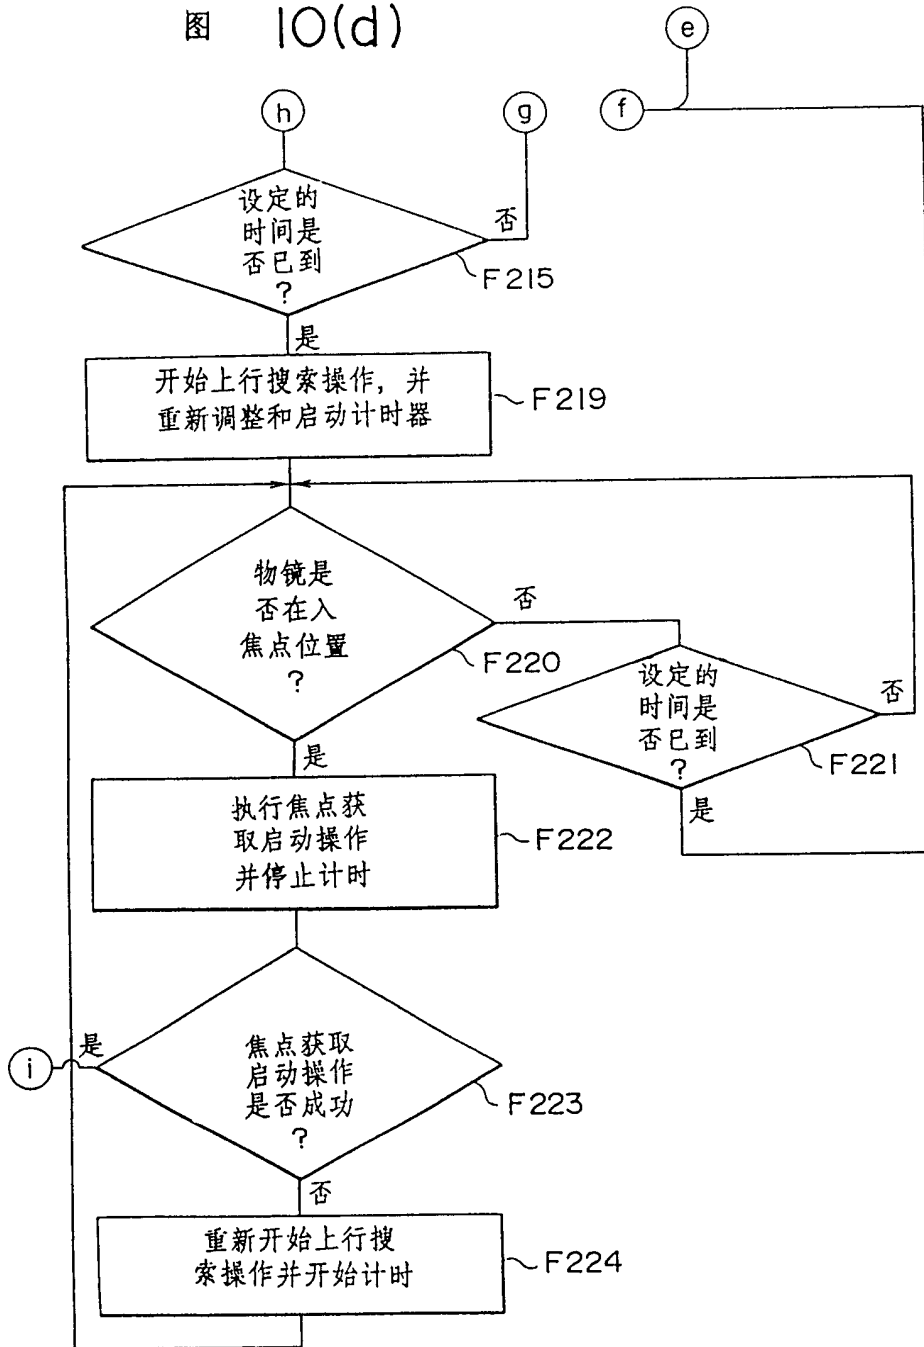 图 10(d)
e
h
g
f
设定的
时间是
否已到
?
否
F215
是
开始上行搜索操作, 并
重新调整和启动计时器
F219
物镜是
否在入
焦点位置
?
否
F220
设定的
时间是
否已到
?
否
F221
是
是
执行焦点获
取启动操作
并停止计时
F222
i
是
焦点获取
启动操作
是否成功
?
F223
否
重新开始上行搜
索操作并开始计时
F224